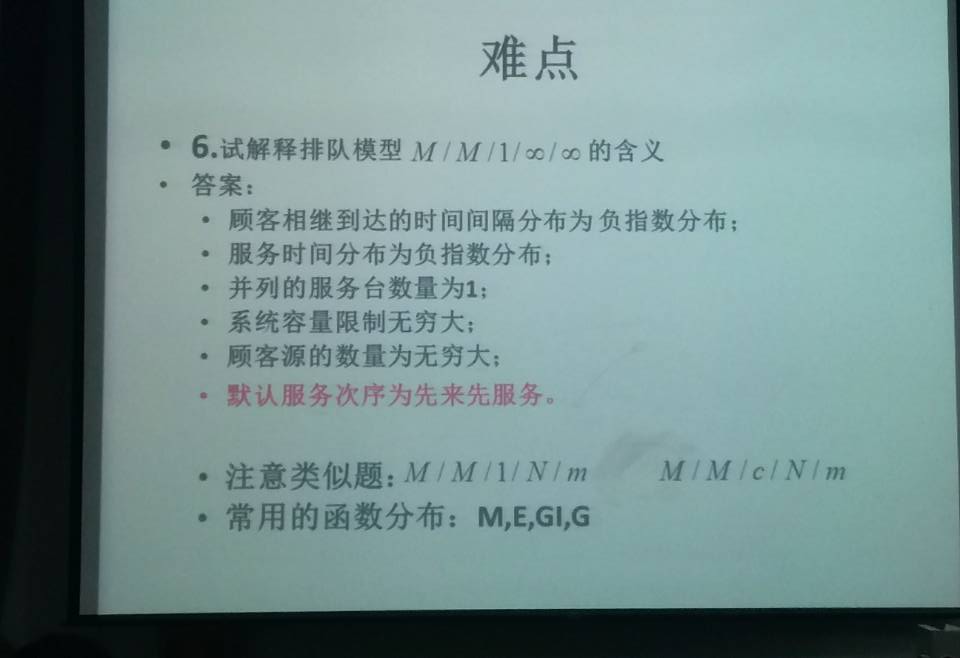 难点
• 6.试解释排队模型 M/M/1/∞/∞ 的含义
• 答案：
• 顾客相继到达的时间间隔分布为负指数分布；
• 服务时间分布为负指数分布；
• 并列的服务台数量为1；
• 系统容量限制无穷大；
• 顾客源的数量为无穷大；
• 默认服务次序为先来先服务。
• 注意类似题：M/M/1/N/m M/M/c/N/m
• 常用的函数分布：M,E,GI,G